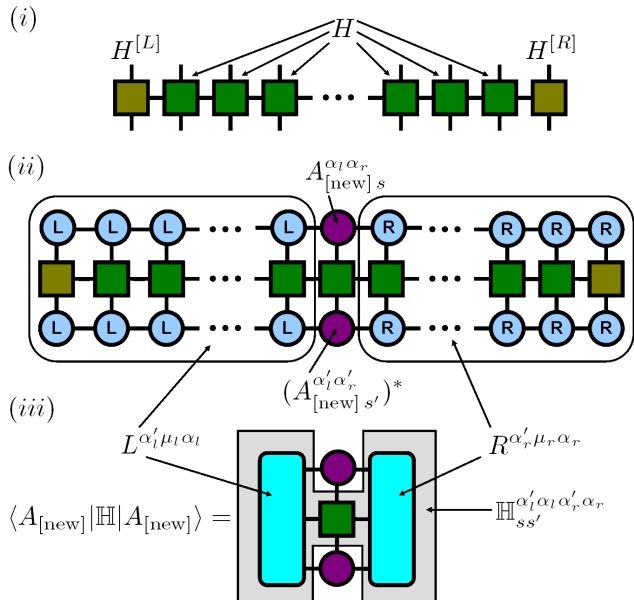 (i)
H
H^{[L]} H^{[R]}
(ii)
A^{α_l α_r}_{[new] s}
L L L ... L R ... R R R
...  ...
L L L ... L R ... R R R
(A^{α'_l α'_r}_{[new] s'})^*
(iii)
L^{α'_l μ_l α_l} R^{α'_r μ_r α_r}
⟨A_{[new]}|ℍ|A_{[new]}⟩ = ℍ^{α'_l α_l α'_r α_r}_{ss'}